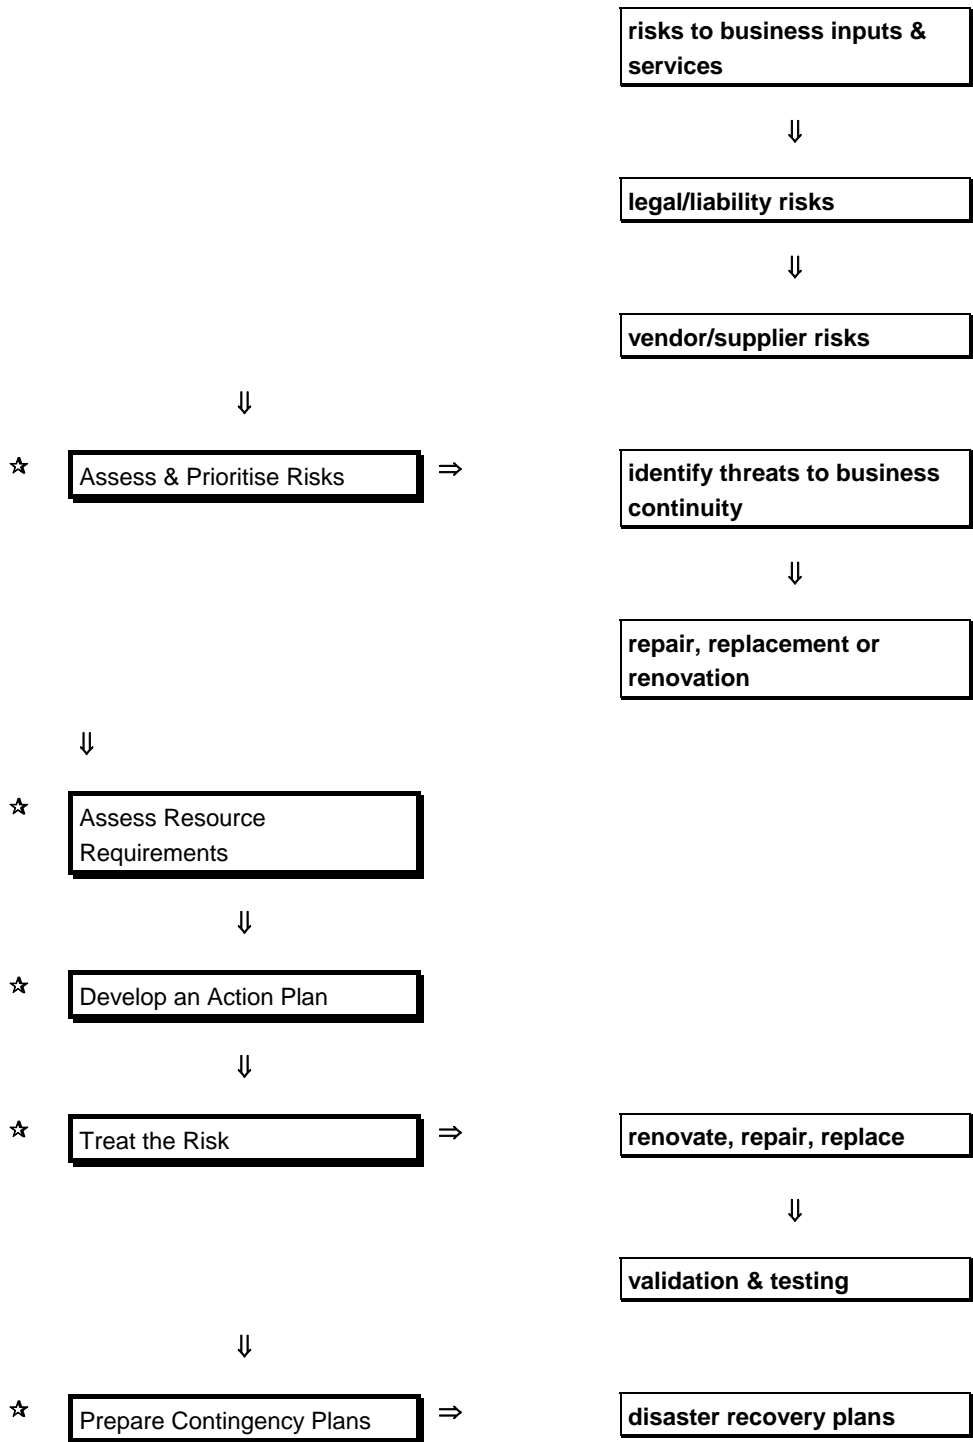 risks to business inputs &
services
⇓
legal/liability risks
⇓
vendor/supplier risks
⇓
☆ Assess & Prioritise Risks ⇒ identify threats to business
continuity
⇓
repair, replacement or
renovation
⇓
☆ Assess Resource
Requirements
⇓
☆ Develop an Action Plan
⇓
☆ Treat the Risk ⇒ renovate, repair, replace
⇓
validation & testing
⇓
☆ Prepare Contingency Plans ⇒ disaster recovery plans